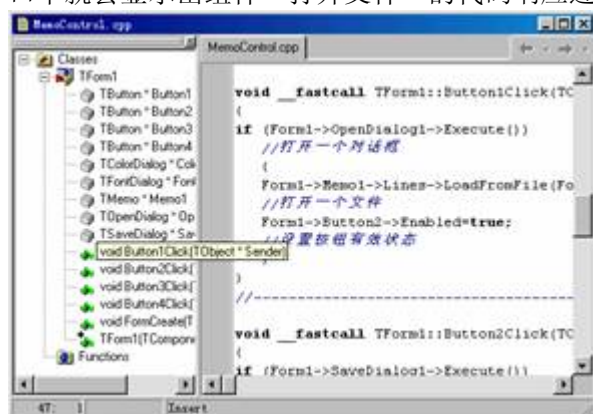 MemoControl.cpp
Classes
TForm1
TButton * Button1
TButton * Button2
TButton * Button3
TButton * Button4
TColorDialog * Colo
TFontDialog * Font
TMemo * Memo1
TOpenDialog * Op
TSaveDialog * Sav
void Button1Click(TObject * Sender)
void Button2Click(
void Button3Click(
void Button4Click(
void FormCreate(T
TForm1(TCompone
Functions
MemoControl.cpp
void __fastcall TForm1::Button1Click(TO
{
if (Form1->OpenDialog1->Execute())
//打开一个对话框
{
Form1->Memo1->Lines->LoadFromFile(Fo
//打开一个文件
Form1->Button2->Enabled=true;
//设置按钮有效状态
}
}
//--------------------------------------
void __fastcall TForm1::Button2Click(TO
{
if (Form1->SaveDialog1->Execute())
47: 1
Insert